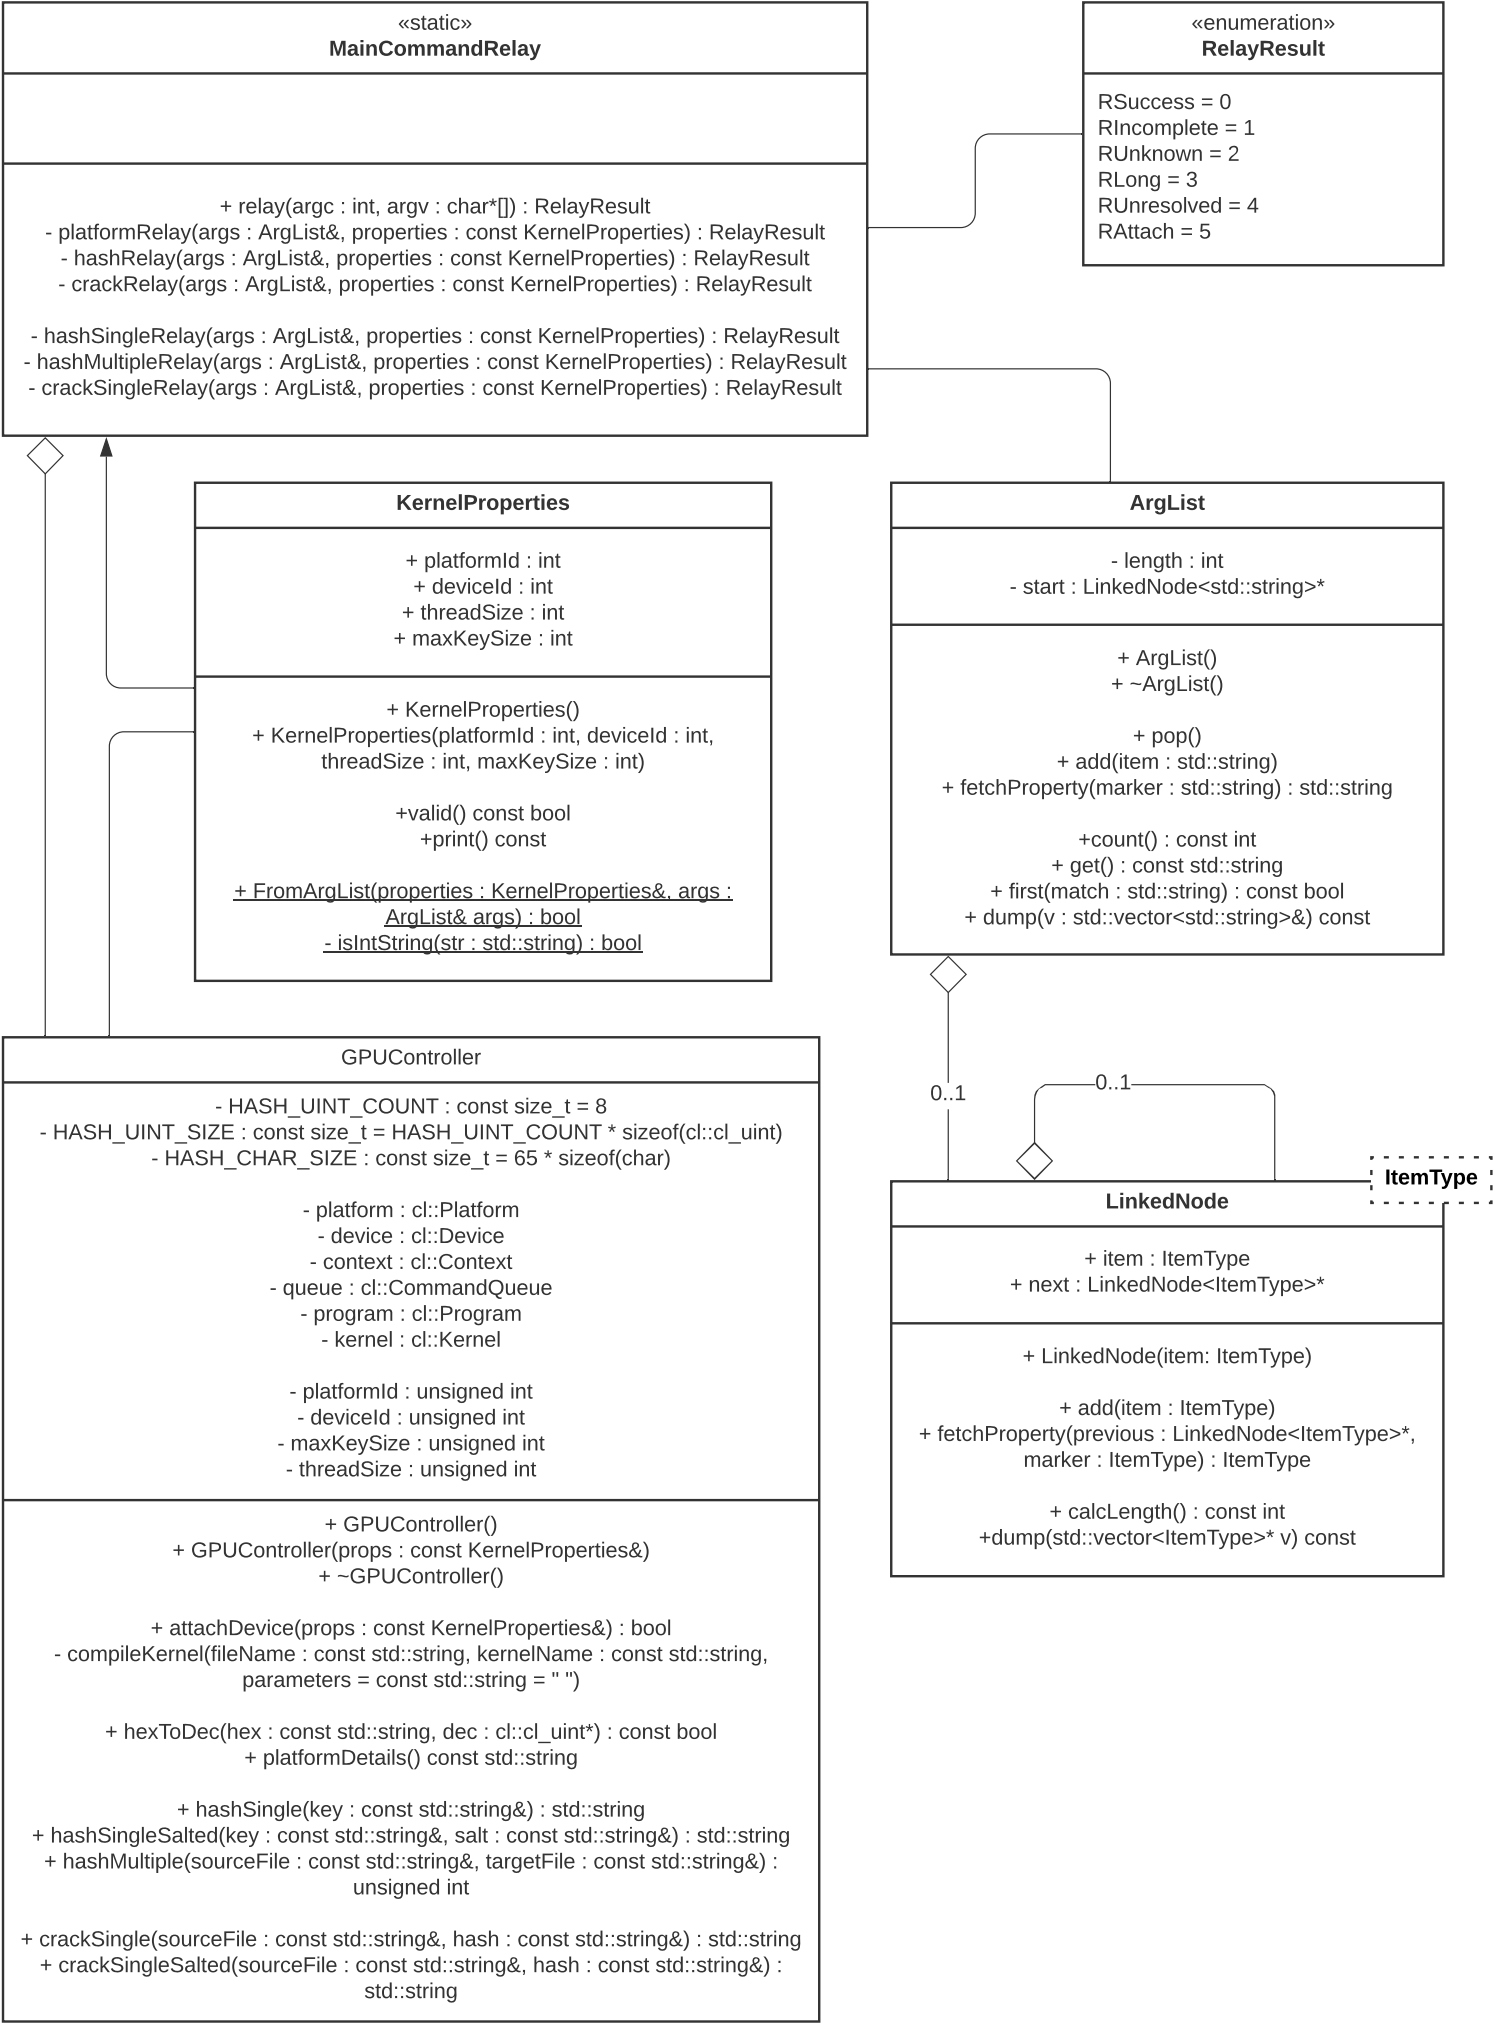 «static»
MainCommandRelay
+ relay(argc : int, argv : char*[]) : RelayResult
- platformRelay(args : ArgList&, properties : const KernelProperties) : RelayResult
- hashRelay(args : ArgList&, properties : const KernelProperties) : RelayResult
- crackRelay(args : ArgList&, properties : const KernelProperties) : RelayResult
- hashSingleRelay(args : ArgList&, properties : const KernelProperties) : RelayResult
- hashMultipleRelay(args : ArgList&, properties : const KernelProperties) : RelayResult
- crackSingleRelay(args : ArgList&, properties : const KernelProperties) : RelayResult
«enumeration»
RelayResult
RSuccess = 0
RIncomplete = 1
RUnknown = 2
RLong = 3
RUnresolved = 4
RAttach = 5
KernelProperties
+ platformId : int
+ deviceId : int
+ threadSize : int
+ maxKeySize : int
+ KernelProperties()
+ KernelProperties(platformId : int, deviceId : int,
threadSize : int, maxKeySize : int)
+valid() const bool
+print() const
+ FromArgList(properties : KernelProperties&, args :
ArgList& args) : bool
- isIntString(str : std::string) : bool
ArgList
- length : int
- start : LinkedNode<std::string>*
+ ArgList()
+ ~ArgList()
+ pop()
+ add(item : std::string)
+ fetchProperty(marker : std::string) : std::string
+count() : const int
+ get() : const std::string
+ first(match : std::string) : const bool
+ dump(v : std::vector<std::string>&) const
0..1
0..1
ItemType
LinkedNode
+ item : ItemType
+ next : LinkedNode<ItemType>*
+ LinkedNode(item: ItemType)
+ add(item : ItemType)
+ fetchProperty(previous : LinkedNode<ItemType>*,
marker : ItemType) : ItemType
+ calcLength() : const int
+dump(std::vector<ItemType>* v) const
GPUController
- HASH_UINT_COUNT : const size_t = 8
- HASH_UINT_SIZE : const size_t = HASH_UINT_COUNT * sizeof(cl::cl_uint)
- HASH_CHAR_SIZE : const size_t = 65 * sizeof(char)
- platform : cl::Platform
- device : cl::Device
- context : cl::Context
- queue : cl::CommandQueue
- program : cl::Program
- kernel : cl::Kernel
- platformId : unsigned int
- deviceId : unsigned int
- maxKeySize : unsigned int
- threadSize : unsigned int
+ GPUController()
+ GPUController(props : const KernelProperties&)
+ ~GPUController()
+ attachDevice(props : const KernelProperties&) : bool
- compileKernel(fileName : const std::string, kernelName : const std::string,
parameters = const std::string = " ")
+ hexToDec(hex : const std::string, dec : cl::cl_uint*) : const bool
+ platformDetails() const std::string
+ hashSingle(key : const std::string&) : std::string
+ hashSingleSalted(key : const std::string&, salt : const std::string&) : std::string
+ hashMultiple(sourceFile : const std::string&, targetFile : const std::string&) :
unsigned int
+ crackSingle(sourceFile : const std::string&, hash : const std::string&) : std::string
+ crackSingleSalted(sourceFile : const std::string&, hash : const std::string&) :
std::string